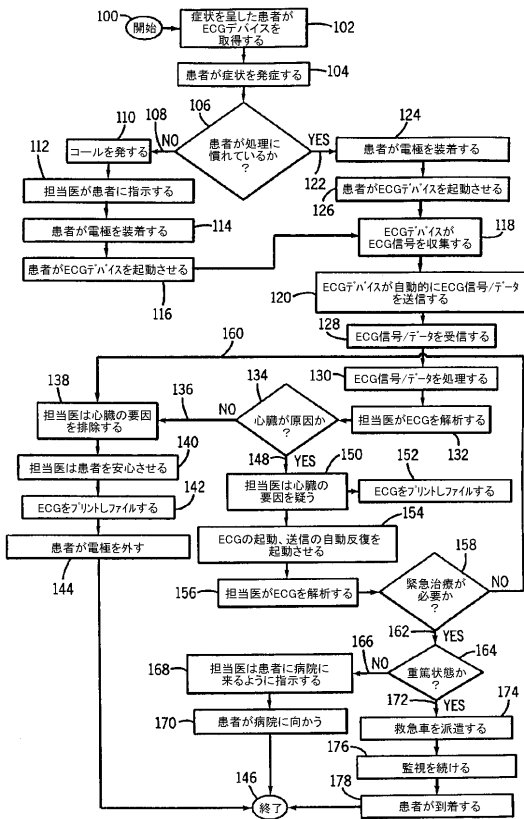 100
開始
症状を呈した患者が
ECGデバイスを
取得する
102
患者が症状を発症する
104
106
患者が処理に
慣れているか
?
108
NO
YES
122
110
コールを発する
112
担当医が患者に指示する
患者が電極を装着する
114
患者がECGデバイスを起動させる
116
124
患者が電極を装着する
患者がECGデバイスを起動させる
126
ECGデバイスが
ECG信号を収集する
118
ECGデバイスが自動的にECG信号/データ
を送信する
120
ECG信号/データを受信する
128
160
130
ECG信号/データを処理する
担当医がECGを解析する
132
134
心臓が原因か
?
136
NO
148
YES
138
担当医は心臓の要因
を排除する
担当医は患者を安心させる
140
ECGをプリントしファイルする
142
患者が電極を外す
144
150
担当医は心臓の
要因を疑う
152
ECGをプリントしファイルする
154
ECGの起動、送信の自動反復を
起動させる
156
担当医がECGを解析する
158
緊急治療が
必要か
?
NO
162
YES
164
重篤状態か
?
166
NO
172
YES
168
担当医は患者に病院に
来るように指示する
170
患者が病院に向かう
174
救急車を派遣する
176
監視を続ける
178
患者が到着する
146
終了